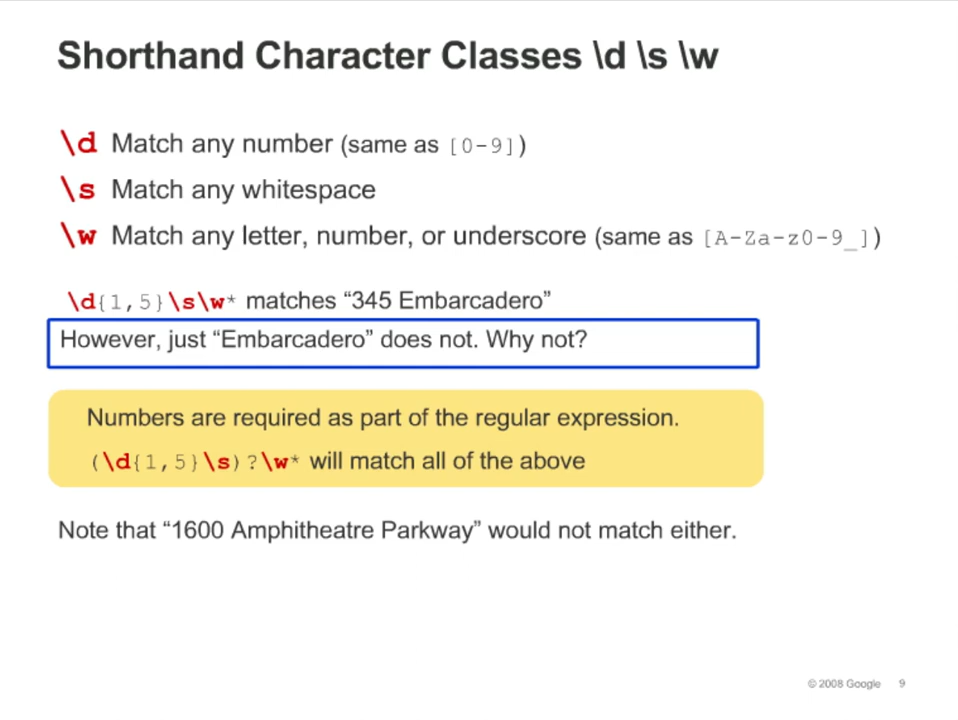 Shorthand Character Classes \d \s \w
\d Match any number (same as [0-9])
\s Match any whitespace
\w Match any letter, number, or underscore (same as [A-Za-z0-9_])
\d{1,5}\s\w* matches “345 Embarcadero”
However, just “Embarcadero” does not. Why not?
Numbers are required as part of the regular expression.
(\d{1,5}\s)?\w* will match all of the above
Note that “1600 Amphitheatre Parkway” would not match either.
© 2008 Google 9